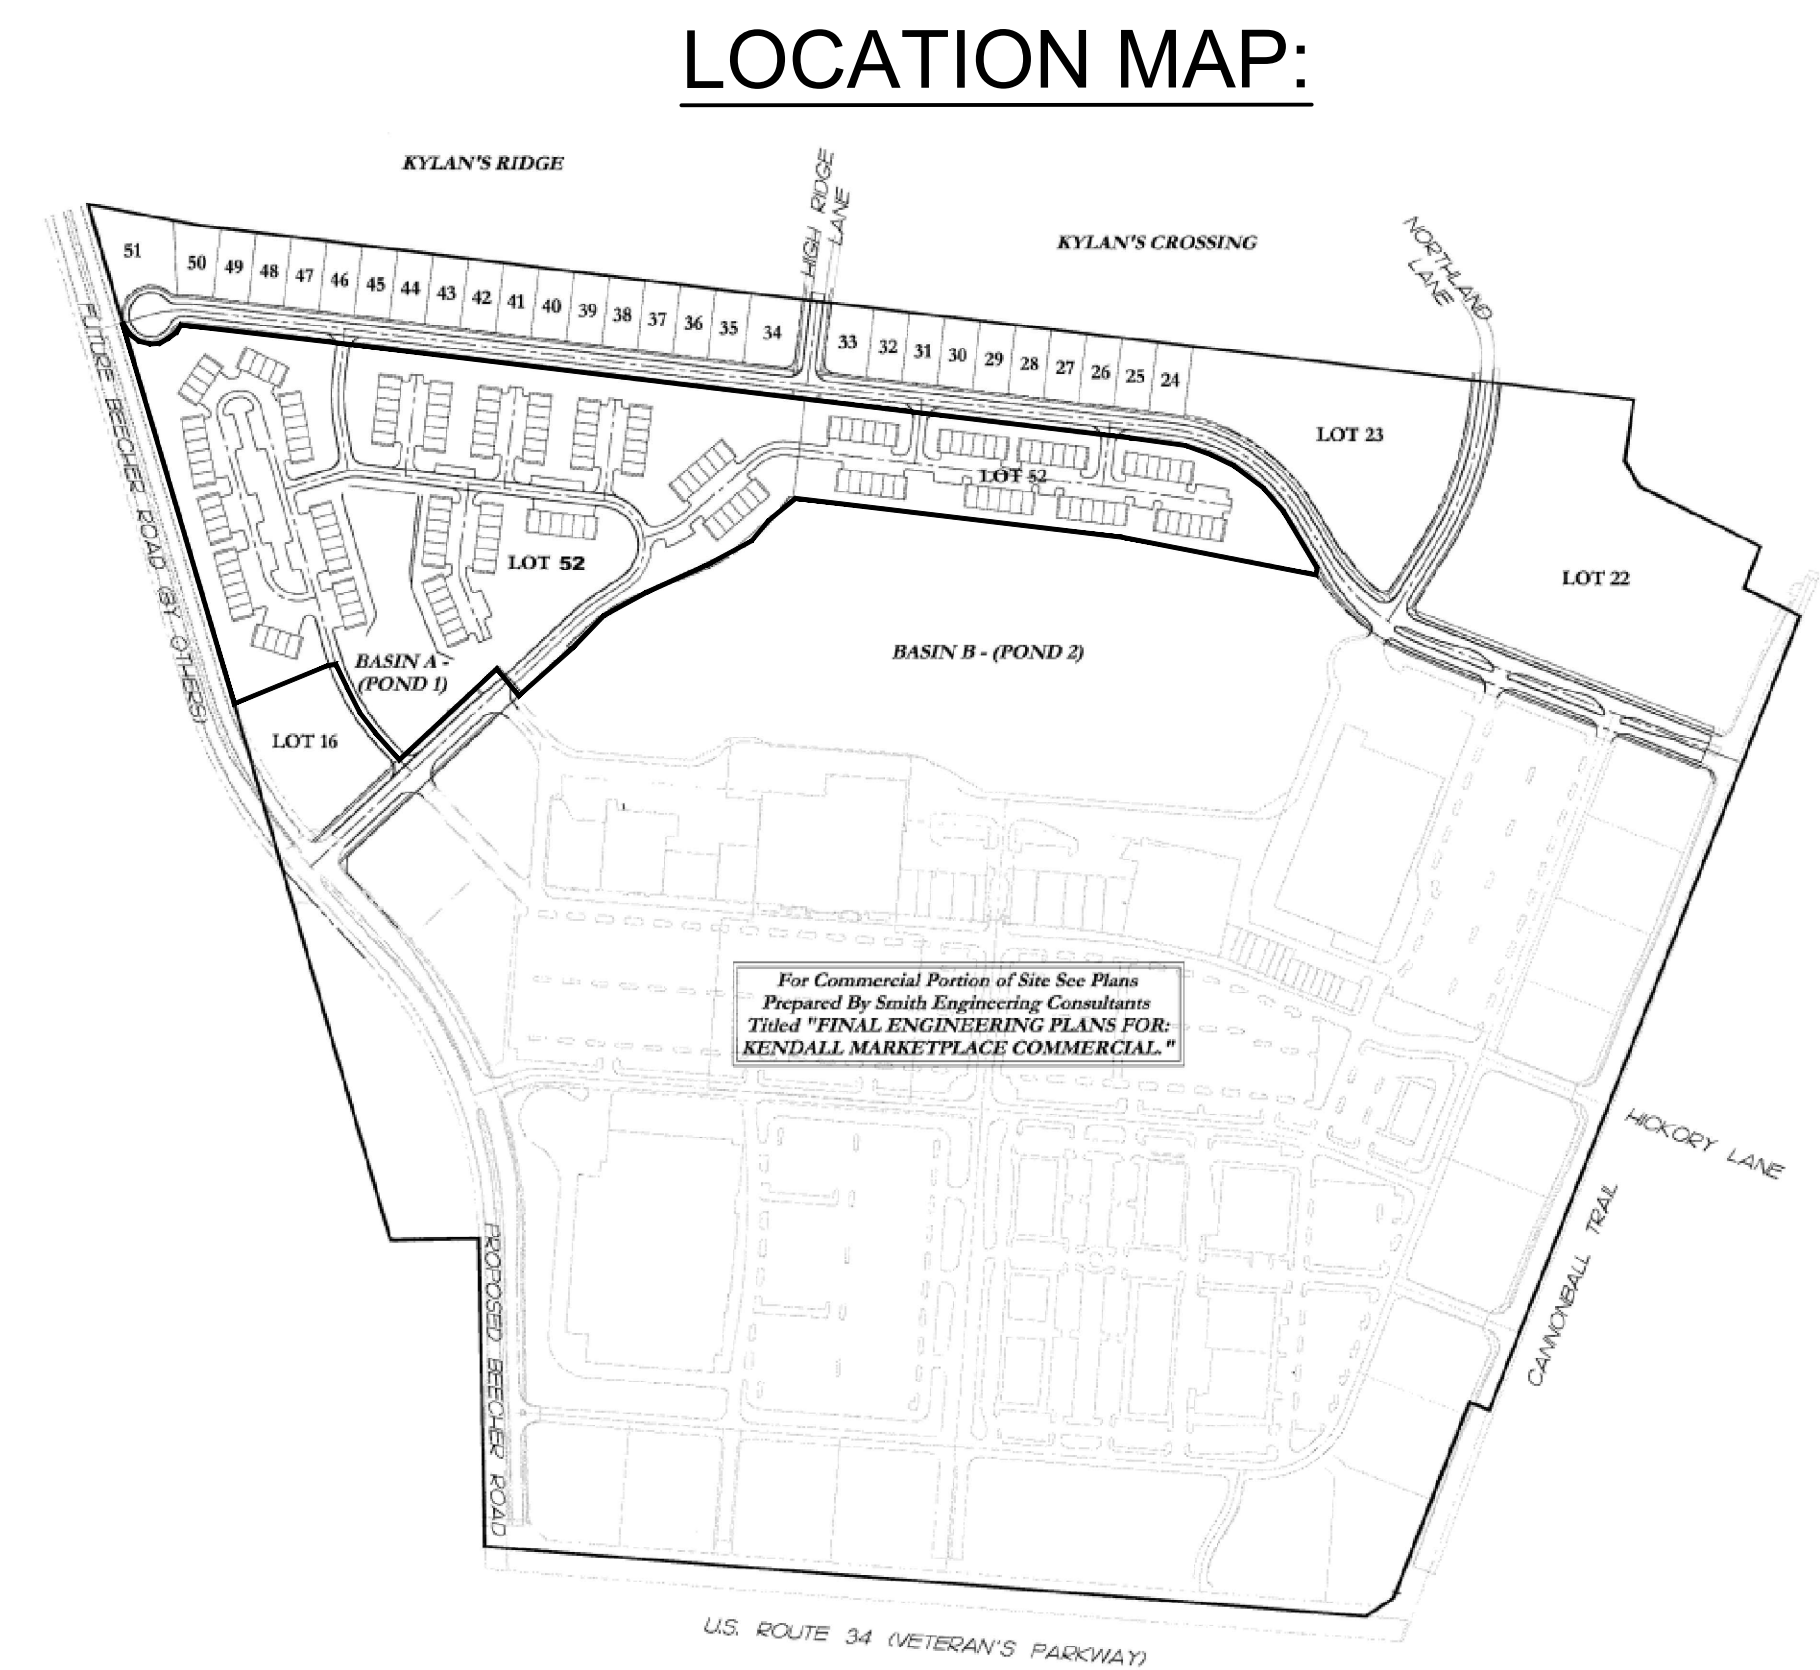 LOCATION MAP:
KYLAN'S RIDGE
HIGH RIDGE
LANE
KYLAN'S CROSSING
NORTHLAND
LANE
51
50
49
48
47
46
45
44
43
42
41
40
39
38
37
36
35
34
33
32
31
30
29
28
27
26
25
24
LOT 23
LOT 52
LOT 52
LOT 22
FUTURE BEECHER ROAD (BY OTHERS)
BASIN A -
(POND 1)
BASIN B - (POND 2)
LOT 16
For Commercial Portion of Site See Plans
Prepared By Smith Engineering Consultants
Titled "FINAL ENGINEERING PLANS FOR:
KENDALL MARKETPLACE COMMERCIAL."
HICKORY LANE
CANNONBALL TRAIL
PROPOSED BEECHER ROAD
U.S. ROUTE 34 (VETERAN'S PARKWAY)